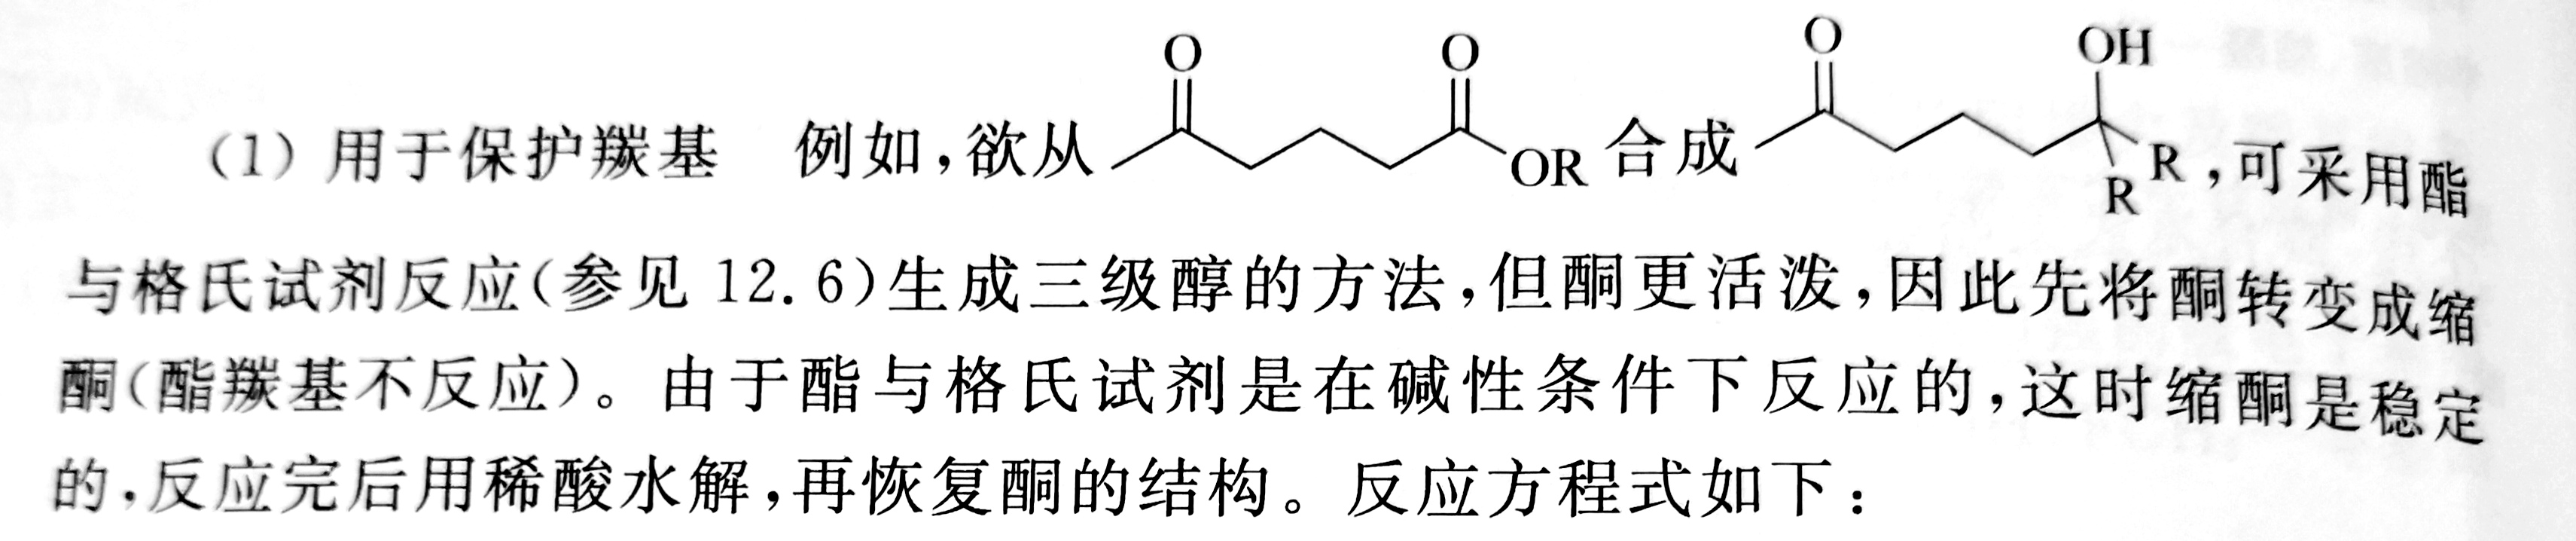 (1) 用于保护羰基 例如,欲从 O O OR 合成 O OH R R ,可采用酯
与格氏试剂反应(参见 12.6)生成三级醇的方法,但酮更活泼,因此先将酮转变成缩
酮(酯羰基不反应)。由于酯与格氏试剂是在碱性条件下反应的,这时缩酮是稳定
的,反应完后用稀酸水解,再恢复酮的结构。反应方程式如下: